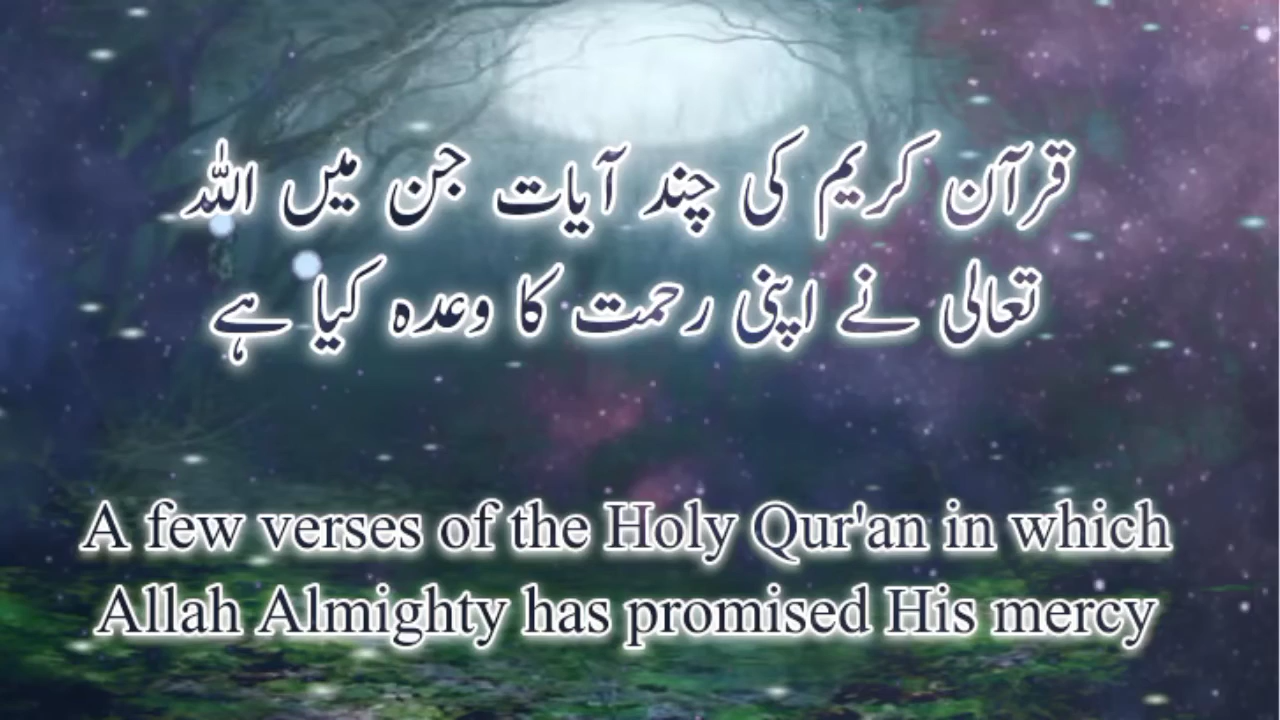 قرآن کریم کی چند آیات جن میں اللہ
تعالی نے اپنی رحمت کا وعدہ کیا ہے
A few verses of the Holy Qur'an in which
Allah Almighty has promised His mercy